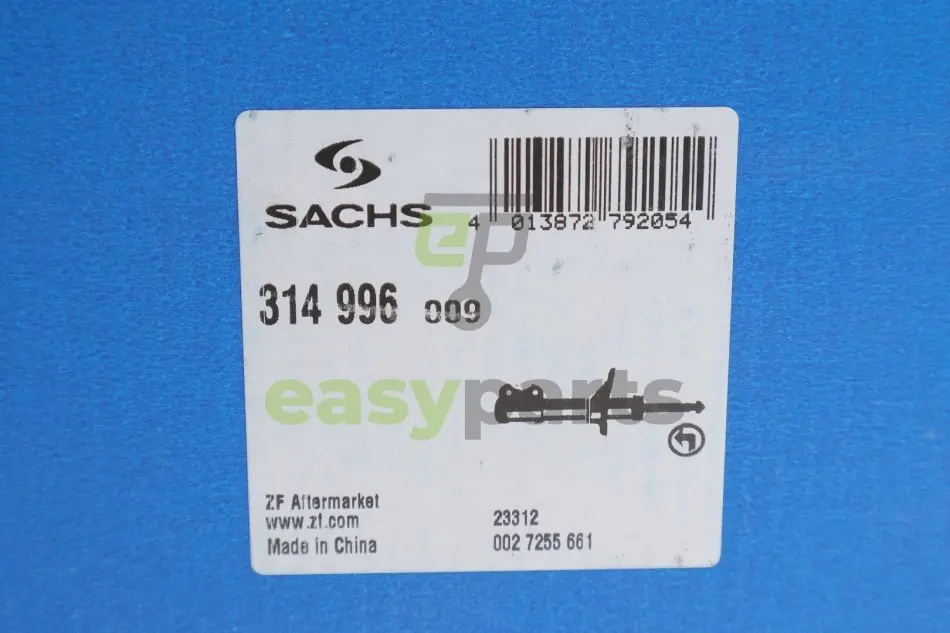 SACHS
4 013872 792054
314 996 009
ep
easyparts
ZF Aftermarket
www.zf.com
Made in China
23312
002 7255 661